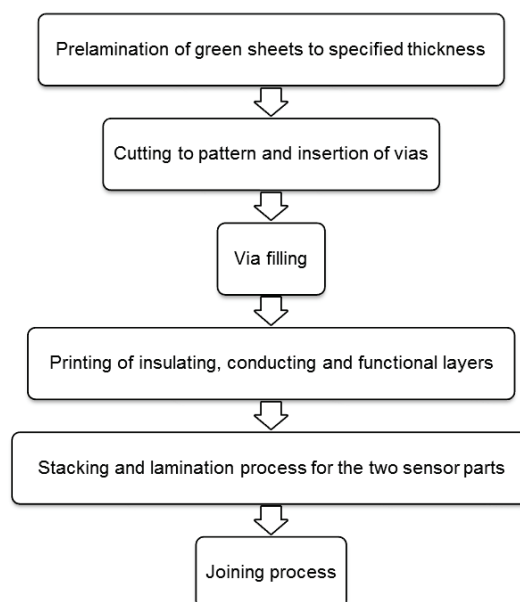 Prelamination of green sheets to specified thickness
Cutting to pattern and insertion of vias
Via filling
Printing of insulating, conducting and functional layers
Stacking and lamination process for the two sensor parts
Joining process